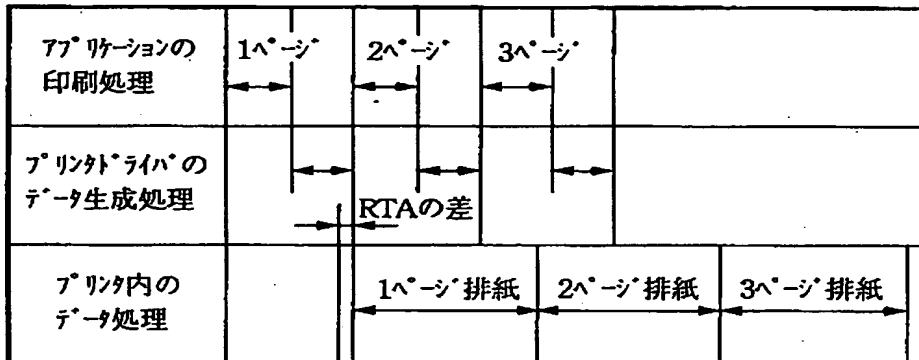 ｱﾌﾟﾘｹｰｼｮﾝの
印刷処理
1ﾍﾟｰｼﾞ
2ﾍﾟｰｼﾞ
3ﾍﾟｰｼﾞ
ﾌﾟﾘﾝﾀﾄﾞﾗｲﾊﾞの
ﾃﾞｰﾀ生成処理
RTAの差
ﾌﾟﾘﾝﾀ内の
ﾃﾞｰﾀ処理
1ﾍﾟｰｼﾞ排紙
2ﾍﾟｰｼﾞ排紙
3ﾍﾟｰｼﾞ排紙